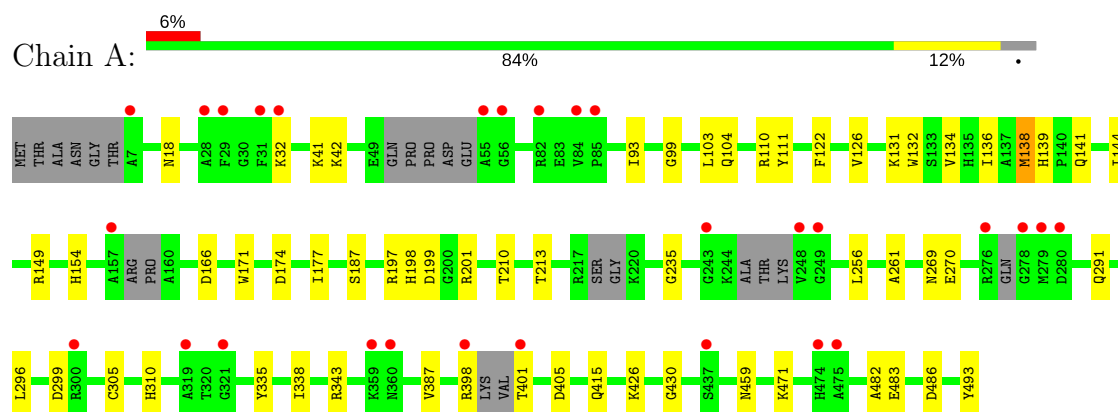 6%
Chain A:
84% 12% •
MET THR ALA ASN GLY THR A7 N18 A28 F29 G30 F31 K32 K41 K42 E49 GLN PRO PRO ASP GLU A55 G56 R82 E83 V84 P85 I93 G99 L103 Q104 R110 Y111 F122 V126 K131 W132 S133 V134 H135 I136 A137 M138 H139 P140 Q141 I144
R149 H154 A157 ARG PRO A160 D166 W171 D174 I177 S187 R197 H198 D199 G200 R201 T210 T213 R217 SER GLY K220 G235 G243 K244 ALA THR LYS V248 G249 L256 A261 N269 E270 R276 GLN G278 M279 D280 Q291
L296 D299 R300 C305 H310 A319 T320 G321 Y335 I338 R343 K359 N360 V387 R398 LYS VAL T401 D405 Q415 K426 G430 S437 N459 K471 H474 A475 A482 E483 D486 Y493